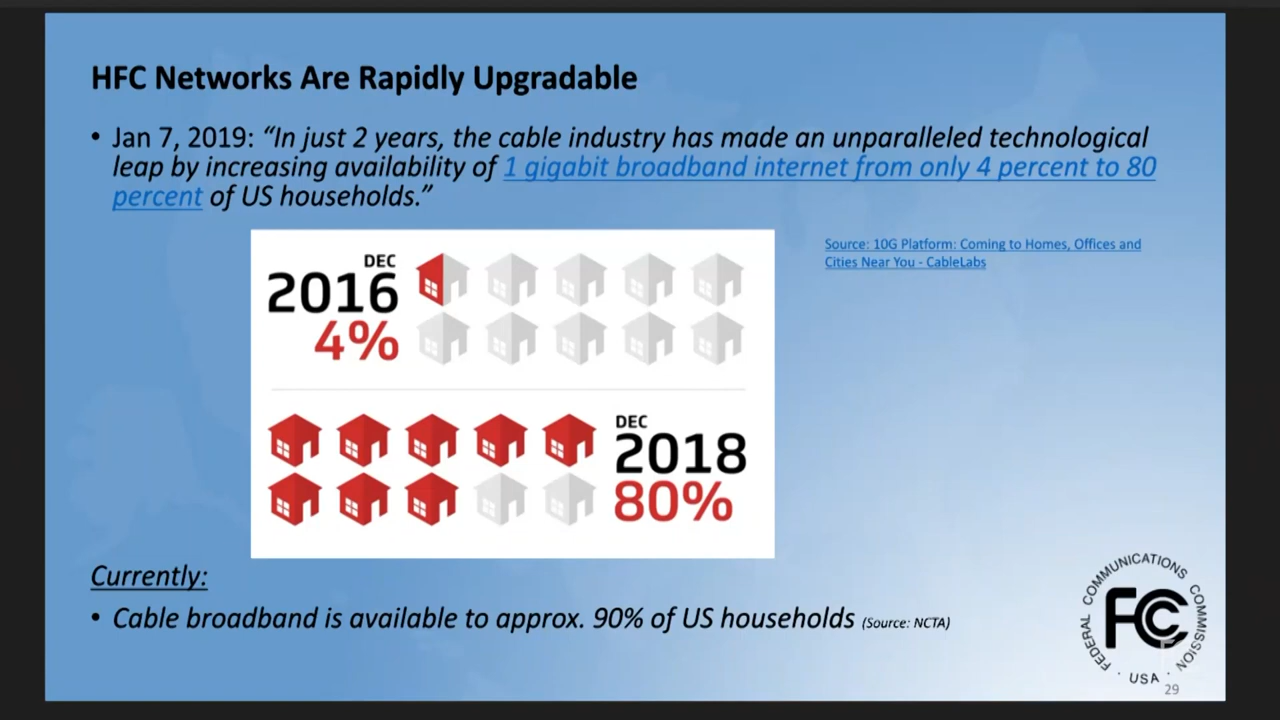 HFC Networks Are Rapidly Upgradable
• Jan 7, 2019: “In just 2 years, the cable industry has made an unparalleled technological
leap by increasing availability of 1 gigabit broadband internet from only 4 percent to 80
percent of US households.”
Source: 10G Platform: Coming to Homes, Offices and
Cities Near You - CableLabs
DEC
2016
4%
DEC
2018
80%
Currently:
• Cable broadband is available to approx. 90% of US households (Source: NCTA)
FEDERAL COMMUNICATIONS COMMISSION
FCC
· USA ·
29